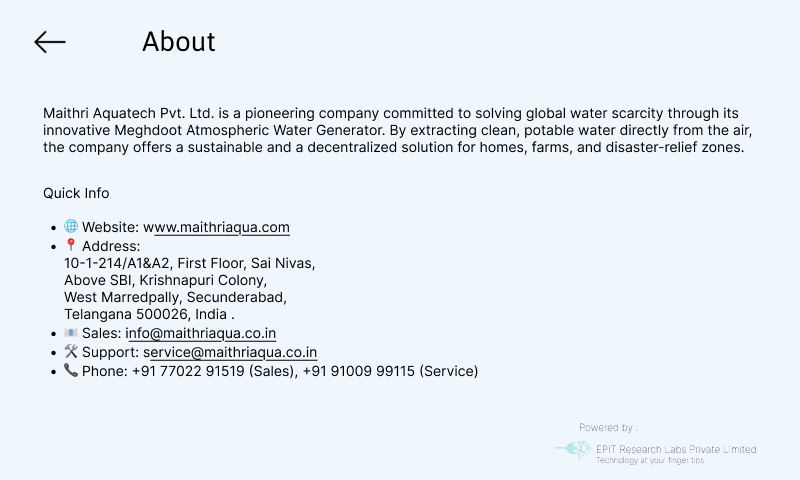 About
Maithri Aquatech Pvt. Ltd. is a pioneering company committed to solving global water scarcity through its
innovative Meghdoot Atmospheric Water Generator. By extracting clean, potable water directly from the air,
the company offers a sustainable and a decentralized solution for homes, farms, and disaster-relief zones.
Quick Info
• 🌐 Website: www.maithriaqua.com
• 📍 Address:
10-1-214/A1&A2, First Floor, Sai Nivas,
Above SBI, Krishnapuri Colony,
West Marredpally, Secunderabad,
Telangana 500026, India .
• 📧 Sales: info@maithriaqua.co.in
• 🛠 Support: service@maithriaqua.co.in
• 📞 Phone: +91 77022 91519 (Sales), +91 91009 99115 (Service)
Powered by :
EPIT Research Labs Private Limited
Technology at your finger tips